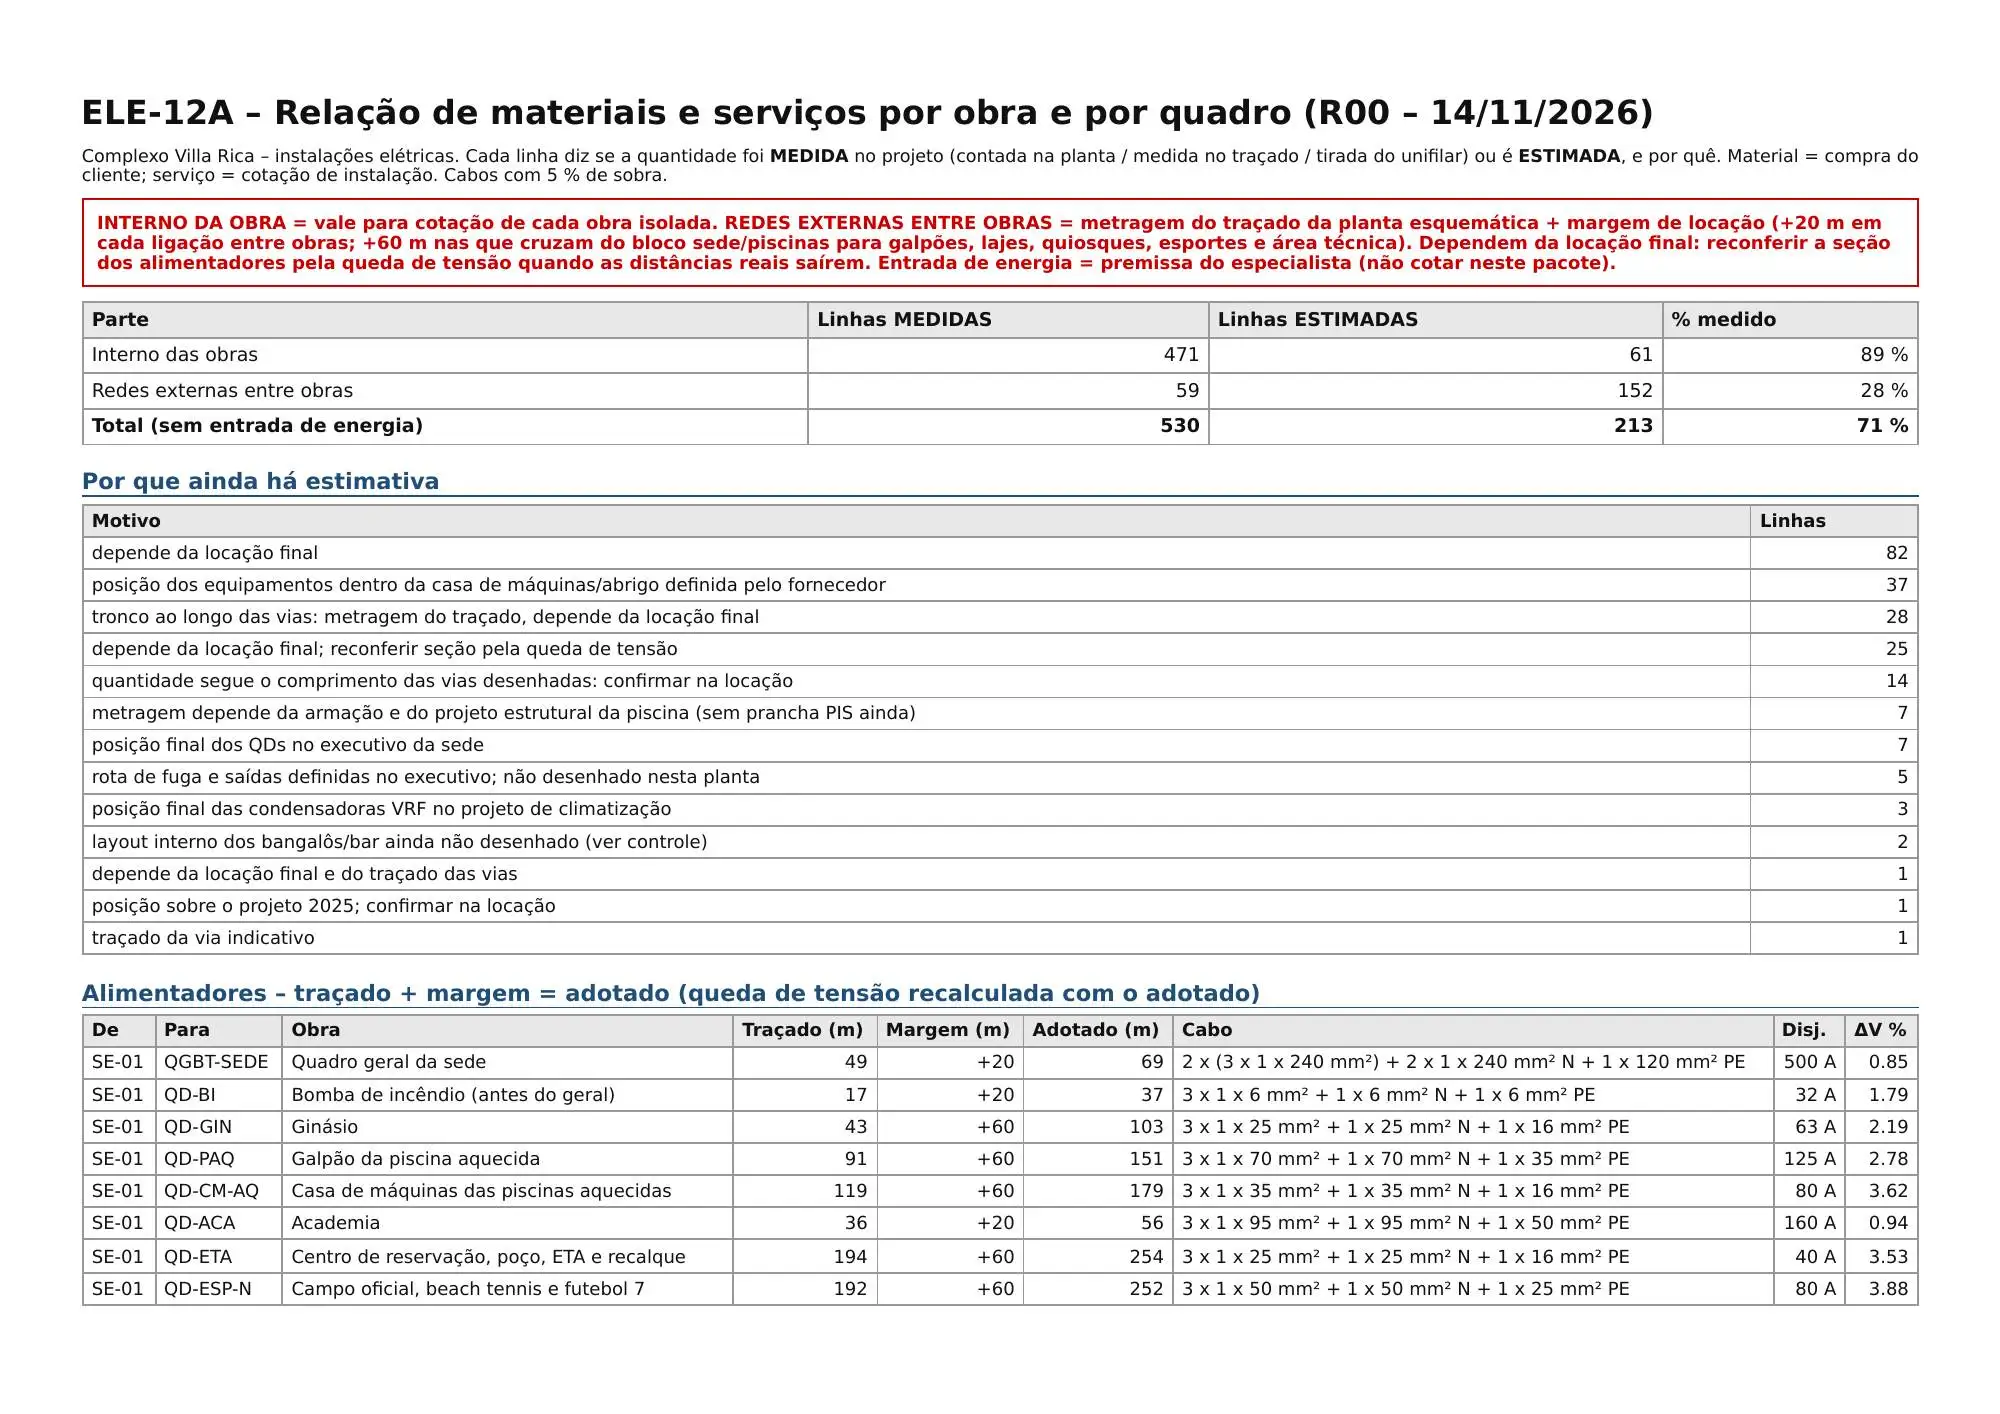 ELE-12A – Relação de materiais e serviços por obra e por quadro (R00 – 14/11/2026)
Complexo Villa Rica – instalações elétricas. Cada linha diz se a quantidade foi MEDIDA no projeto (contada na planta / medida no traçado / tirada do unifilar) ou é ESTIMADA, e por quê. Material = compra do
cliente; serviço = cotação de instalação. Cabos com 5 % de sobra.
INTERNO DA OBRA = vale para cotação de cada obra isolada. REDES EXTERNAS ENTRE OBRAS = metragem do traçado da planta esquemática + margem de locação (+20 m em
cada ligação entre obras; +60 m nas que cruzam do bloco sede/piscinas para galpões, lajes, quiosques, esportes e área técnica). Dependem da locação final: reconferir a seção
dos alimentadores pela queda de tensão quando as distâncias reais saírem. Entrada de energia = premissa do especialista (não cotar neste pacote).
Parte Linhas MEDIDAS Linhas ESTIMADAS % medido
Interno das obras 471 61 89 %
Redes externas entre obras 59 152 28 %
Total (sem entrada de energia) 530 213 71 %
Por que ainda há estimativa
Motivo Linhas
depende da locação final 82
posição dos equipamentos dentro da casa de máquinas/abrigo definida pelo fornecedor 37
tronco ao longo das vias: metragem do traçado, depende da locação final 28
depende da locação final; reconferir seção pela queda de tensão 25
quantidade segue o comprimento das vias desenhadas: confirmar na locação 14
metragem depende da armação e do projeto estrutural da piscina (sem prancha PIS ainda) 7
posição final dos QDs no executivo da sede 7
rota de fuga e saídas definidas no executivo; não desenhado nesta planta 5
posição final das condensadoras VRF no projeto de climatização 3
layout interno dos bangalôs/bar ainda não desenhado (ver controle) 2
depende da locação final e do traçado das vias 1
posição sobre o projeto 2025; confirmar na locação 1
traçado da via indicativo 1
Alimentadores – traçado + margem = adotado (queda de tensão recalculada com o adotado)
De Para Obra Traçado (m) Margem (m) Adotado (m) Cabo Disj. ΔV %
SE-01 QGBT-SEDE Quadro geral da sede 49 +20 69 2 x (3 x 1 x 240 mm²) + 2 x 1 x 240 mm² N + 1 x 120 mm² PE 500 A 0.85
SE-01 QD-BI Bomba de incêndio (antes do geral) 17 +20 37 3 x 1 x 6 mm² + 1 x 6 mm² N + 1 x 6 mm² PE 32 A 1.79
SE-01 QD-GIN Ginásio 43 +60 103 3 x 1 x 25 mm² + 1 x 25 mm² N + 1 x 16 mm² PE 63 A 2.19
SE-01 QD-PAQ Galpão da piscina aquecida 91 +60 151 3 x 1 x 70 mm² + 1 x 70 mm² N + 1 x 35 mm² PE 125 A 2.78
SE-01 QD-CM-AQ Casa de máquinas das piscinas aquecidas 119 +60 179 3 x 1 x 35 mm² + 1 x 35 mm² N + 1 x 16 mm² PE 80 A 3.62
SE-01 QD-ACA Academia 36 +20 56 3 x 1 x 95 mm² + 1 x 95 mm² N + 1 x 50 mm² PE 160 A 0.94
SE-01 QD-ETA Centro de reservação, poço, ETA e recalque 194 +60 254 3 x 1 x 25 mm² + 1 x 25 mm² N + 1 x 16 mm² PE 40 A 3.53
SE-01 QD-ESP-N Campo oficial, beach tennis e futebol 7 192 +60 252 3 x 1 x 50 mm² + 1 x 50 mm² N + 1 x 25 mm² PE 80 A 3.88